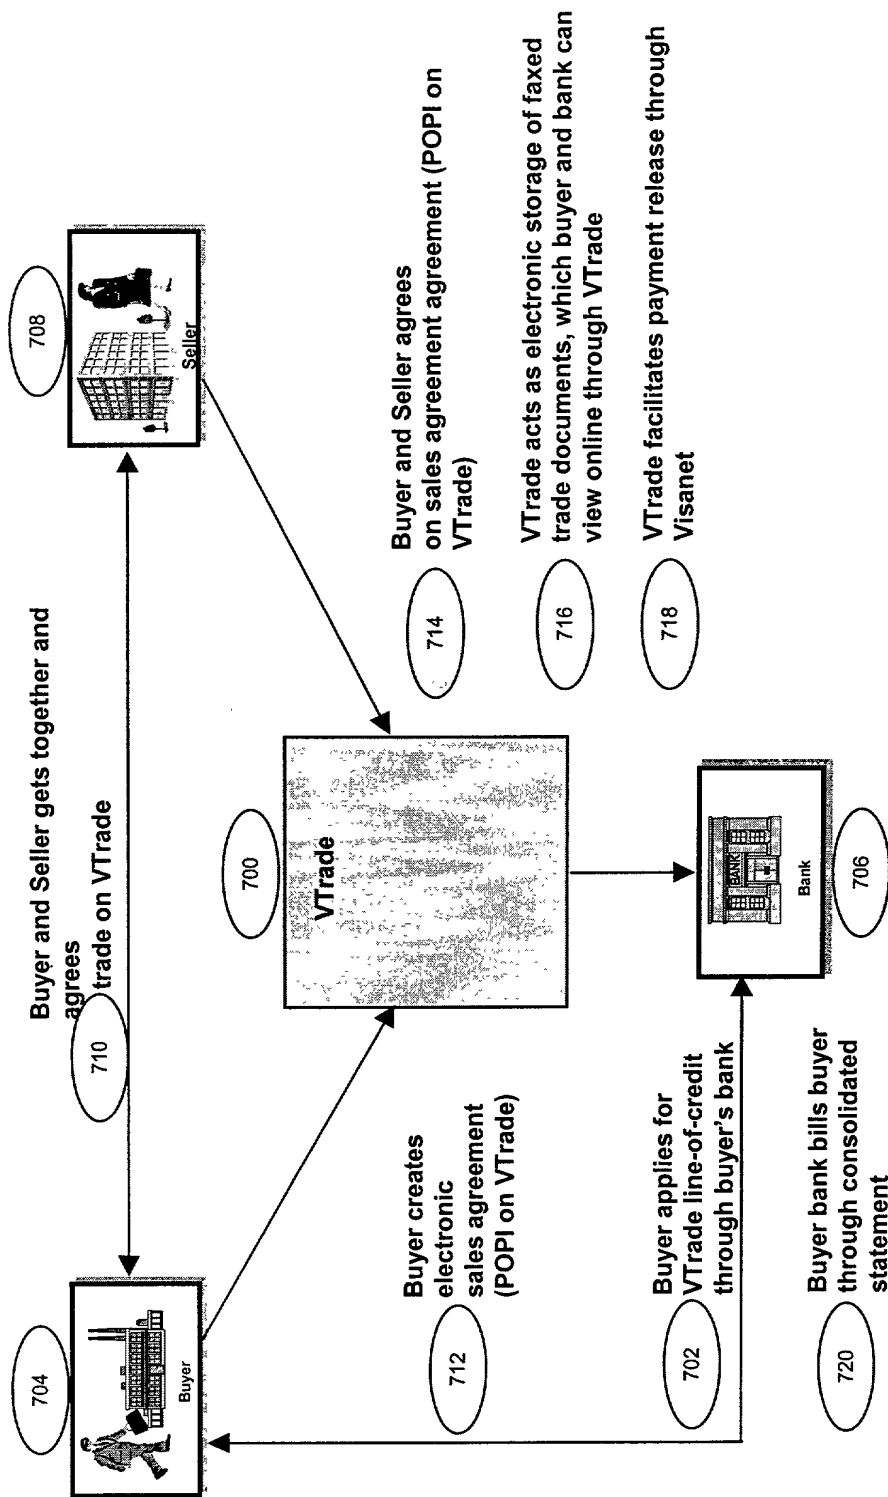 Buyer and Seller gets together and
agrees
trade on VTrade
710
704
Buyer
708
Seller
700
VTrade
712
Buyer creates
electronic
sales agreement
(POPI on VTrade)
714
Buyer and Seller agrees
on sales agreement agreement (POPI on
VTrade)
716
VTrade acts as electronic storage of faxed
trade documents, which buyer and bank can
view online through VTrade
718
VTrade facilitates payment release through
Visanet
702
Buyer applies for
VTrade line-of-credit
through buyer's bank
BANK
Bank
706
720
Buyer bank bills buyer
through consolidated
statement